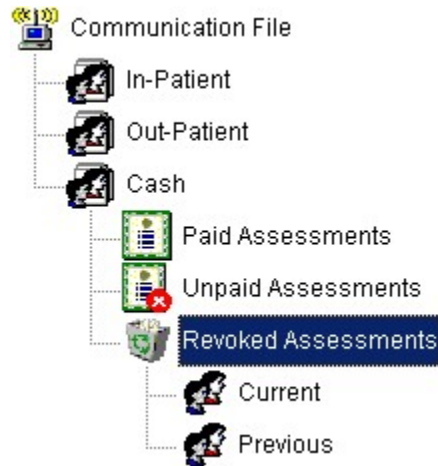 Communication File
In-Patient
Out-Patient
Cash
Paid Assessments
Unpaid Assessments
Revoked Assessments
Current
Previous